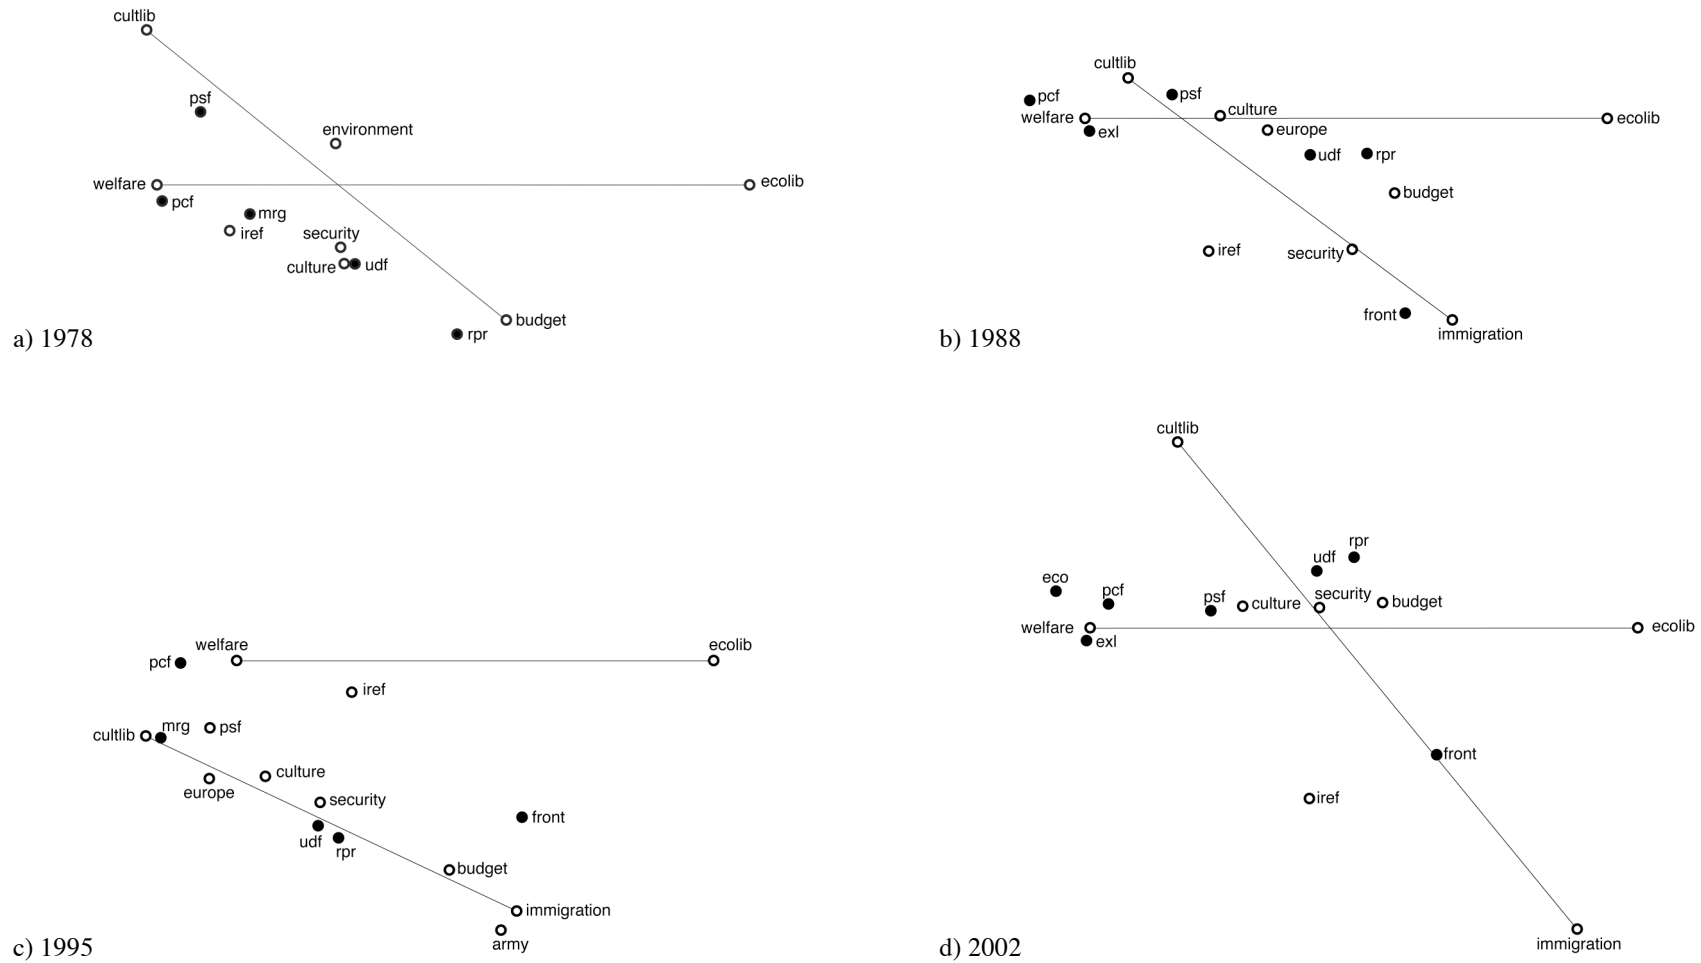 cultlib
psf
environment
welfare
ecolib
pcf
mrg
iref
security
culture
udf
budget
rpr
a) 1978
cultlib
pcf
psf
welfare
culture
ecolib
exl
europe
udf
rpr
budget
iref
security
front
immigration
b) 1988
welfare
ecolib
pcf
iref
cultlib
mrg
psf
culture
europe
security
udf
rpr
front
budget
immigration
army
c) 1995
cultlib
rpr
udf
eco
pcf
psf
culture
security
budget
welfare
ecolib
exl
front
iref
immigration
d) 2002